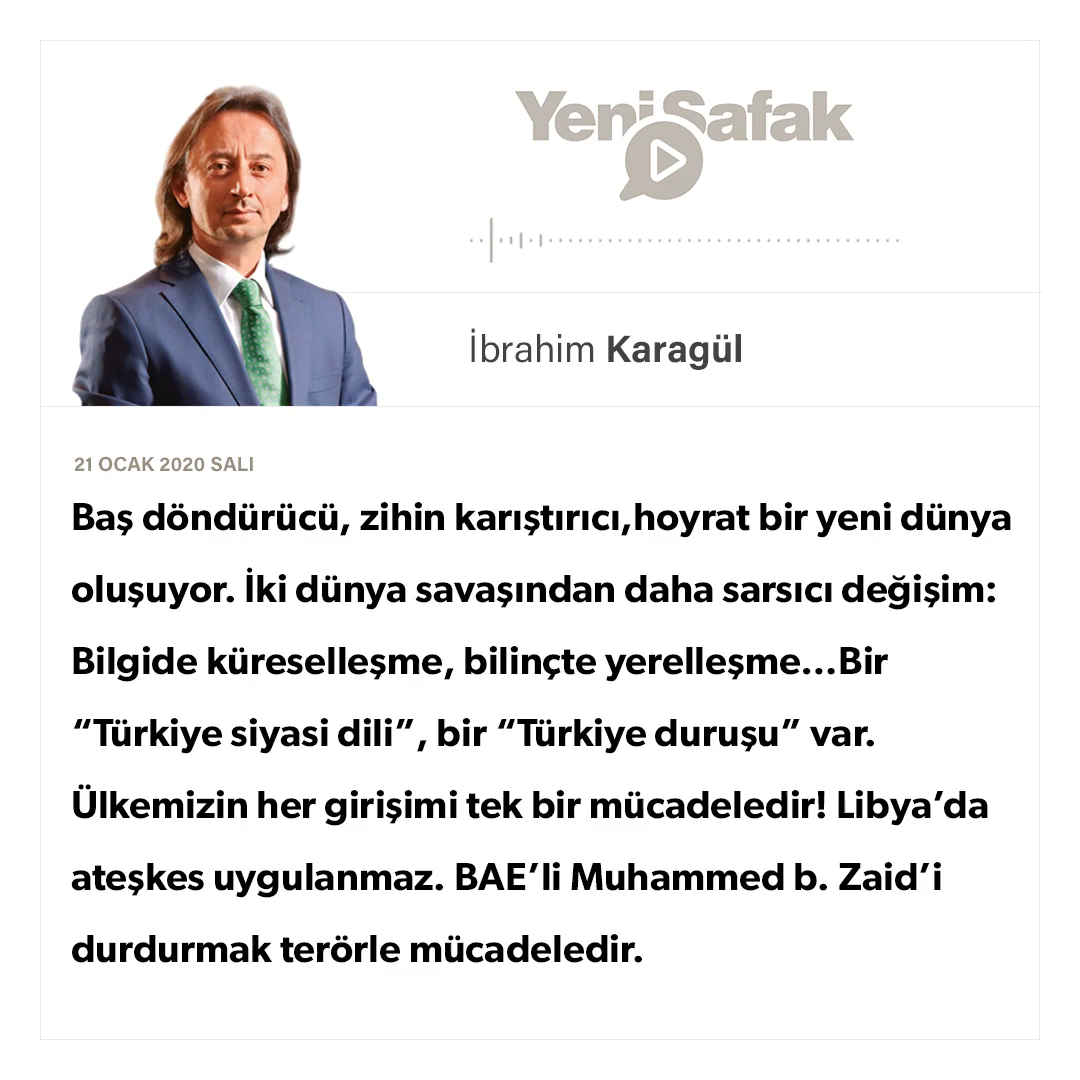 YeniSafak
İbrahim Karagül
21 OCAK 2020 SALI
Baş döndürücü, zihin karıştırıcı,hoyrat bir yeni dünya
oluşuyor. İki dünya savaşından daha sarsıcı değişim:
Bilgide küreselleşme, bilinçte yerelleşme...Bir
“Türkiye siyasi dili”, bir “Türkiye duruşu” var.
Ülkemizin her girişimi tek bir mücadeledir! Libya’da
ateşkes uygulanmaz. BAE’li Muhammed b. Zaid’i
durdurmak terörle mücadeledir.